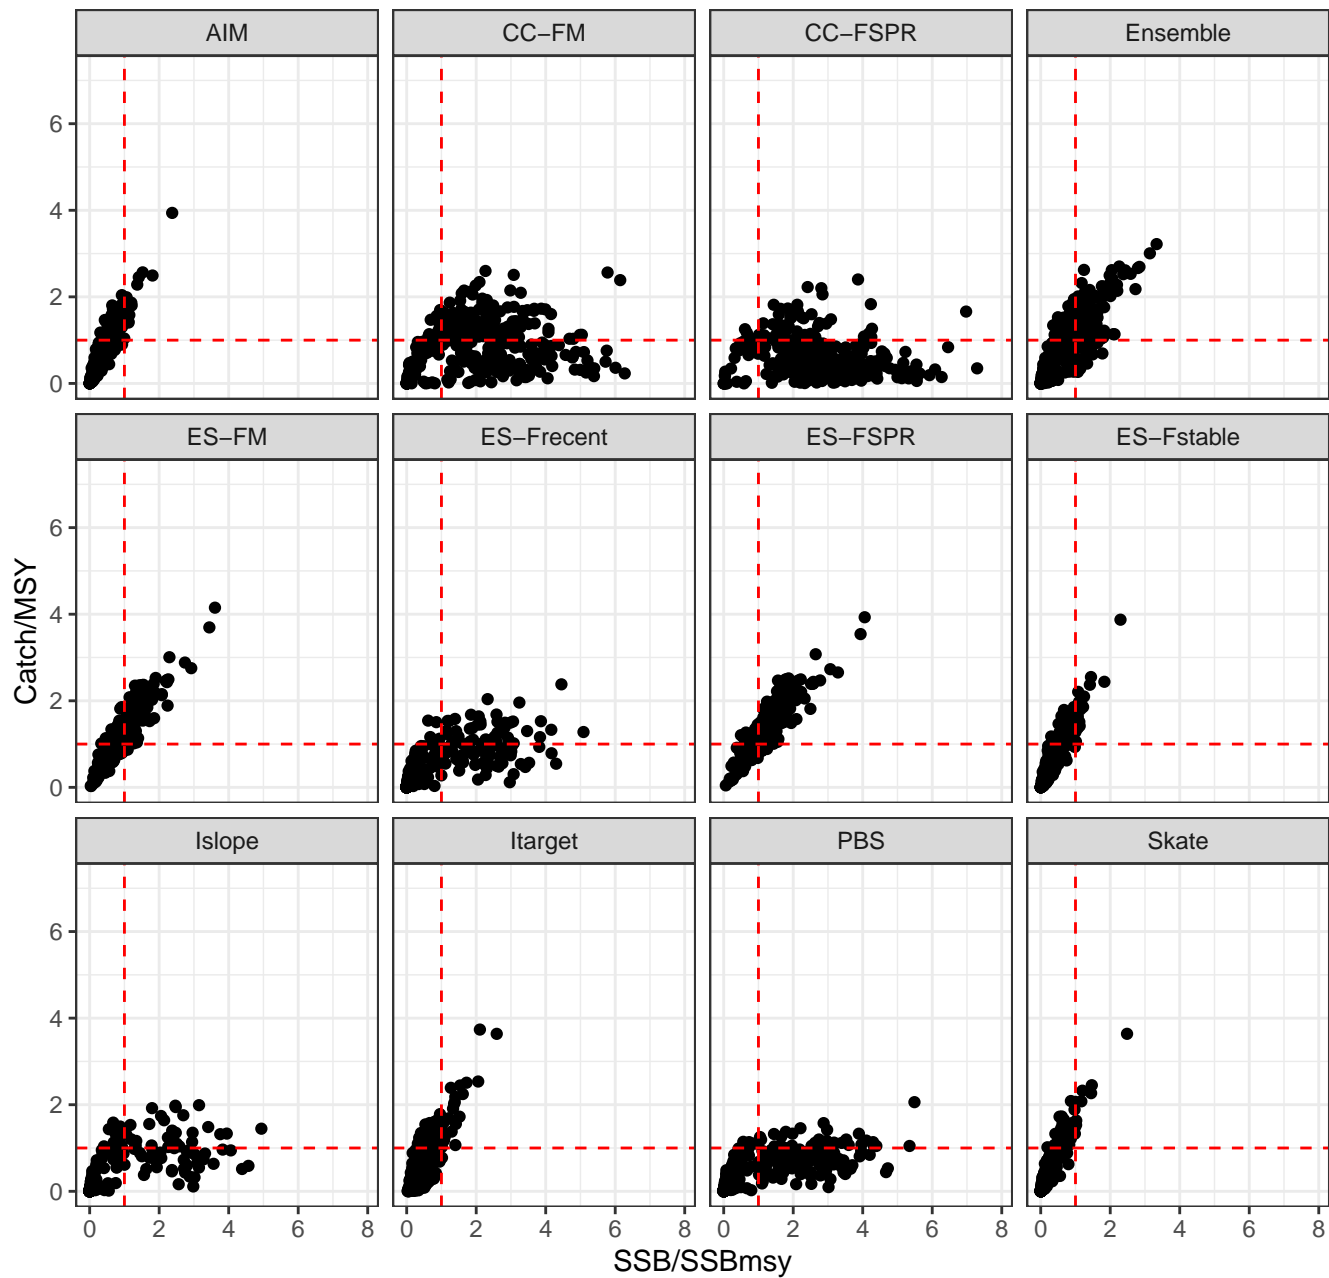 AIM CC−FM CC−FSPR Ensemble
6
4
2
0
ES−FM ES−Frecent ES−FSPR ES−Fstable
6
4
2
0
Catch/MSY
Islope Itarget PBS Skate
6
4
2
0
0 2 4 6 8 0 2 4 6 8 0 2 4 6 8 0 2 4 6 8
SSB/SSBmsy